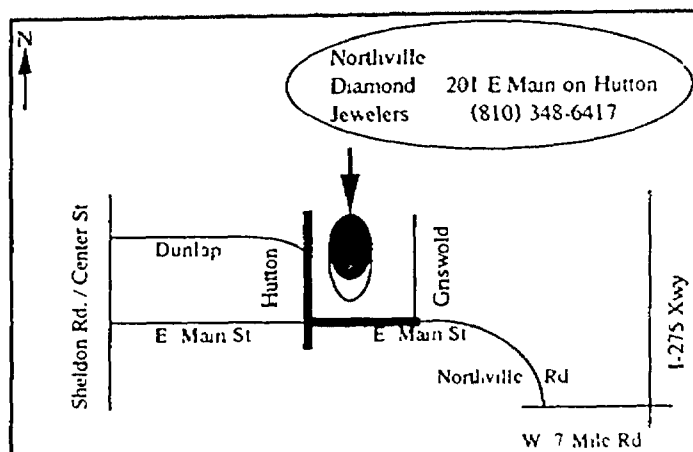 N
Northville
Diamond 201 E Main on Hutton
Jewelers (810) 348-6417
Sheldon Rd. / Center St
Dunlap
Hutton
Griswold
E Main St
E Main St
Northville Rd
I-275 Xwy
W 7 Mile Rd